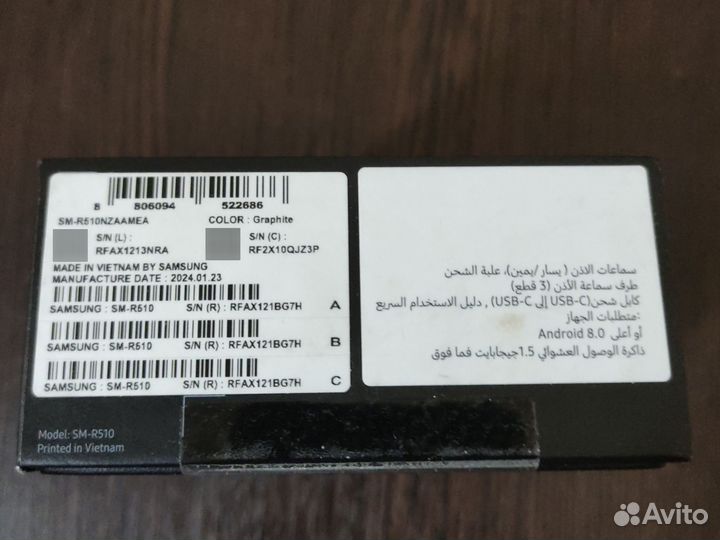 8 806094 522686
SM-R510NZAAMEA COLOR : Graphite
S/N (L) : S/N (C) :
RFAX1213NRA RF2X10QJZ3P
MADE IN VIETNAM BY SAMSUNG
MANUFACTURE DATE : 2024.01.23
SAMSUNG : SM-R510 S/N (R) : RFAX121BG7H A
SAMSUNG : SM-R510 S/N (R) : RFAX121BG7H B
SAMSUNG : SM-R510 S/N (R) : RFAX121BG7H C
Model: SM-R510
Printed in Vietnam
سماعات الاذن ( يسار /يمين)، علبة الشحن
طرف سماعة الأذن (3 قطع)
كابل شحن(USB-C إلى USB-C) , دليل الاستخدام السريع
متطلبات الجهاز:
Android 8.0 أو أعلى
ذاكرة الوصول العشوائي 1.5جيجابايت فما فوق
Avito